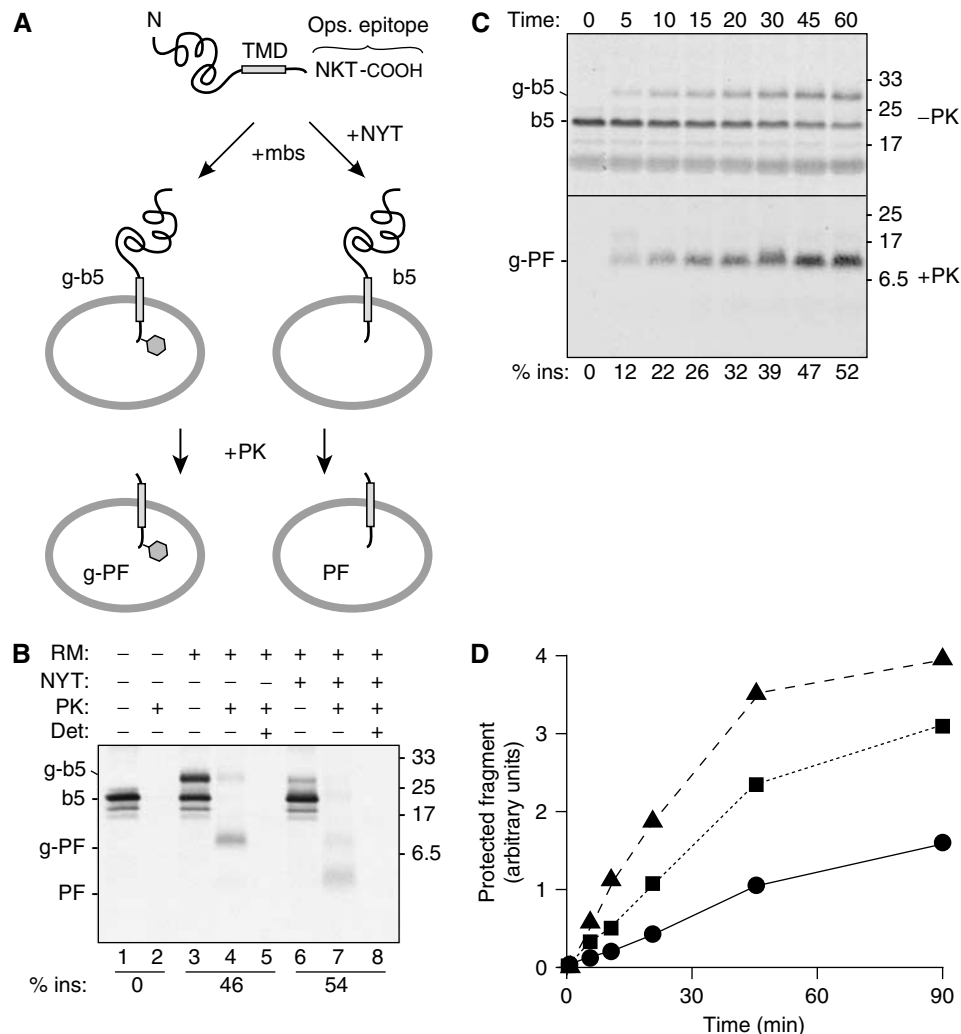 A
N
TMD
Ops. epitope
NKT-COOH
+mbs
+NYT
g-b5
b5
+PK
g-PF
PF
B
RM: – – + + + + + +
NYT: – – – – – + + +
PK: – + – + + – + +
Det: – – – – + – – +
g-b5
b5
g-PF
PF
33
25
17
6.5
1 2 3 4 5 6 7 8
% ins: 0 46 54
C
Time: 0 5 10 15 20 30 45 60
g-b5
b5
33
25
17
–PK
g-PF
25
17
6.5
+PK
% ins: 0 12 22 26 32 39 47 52
D
Protected fragment
(arbitrary units)
4
3
2
1
0
0 30 60 90
Time (min)